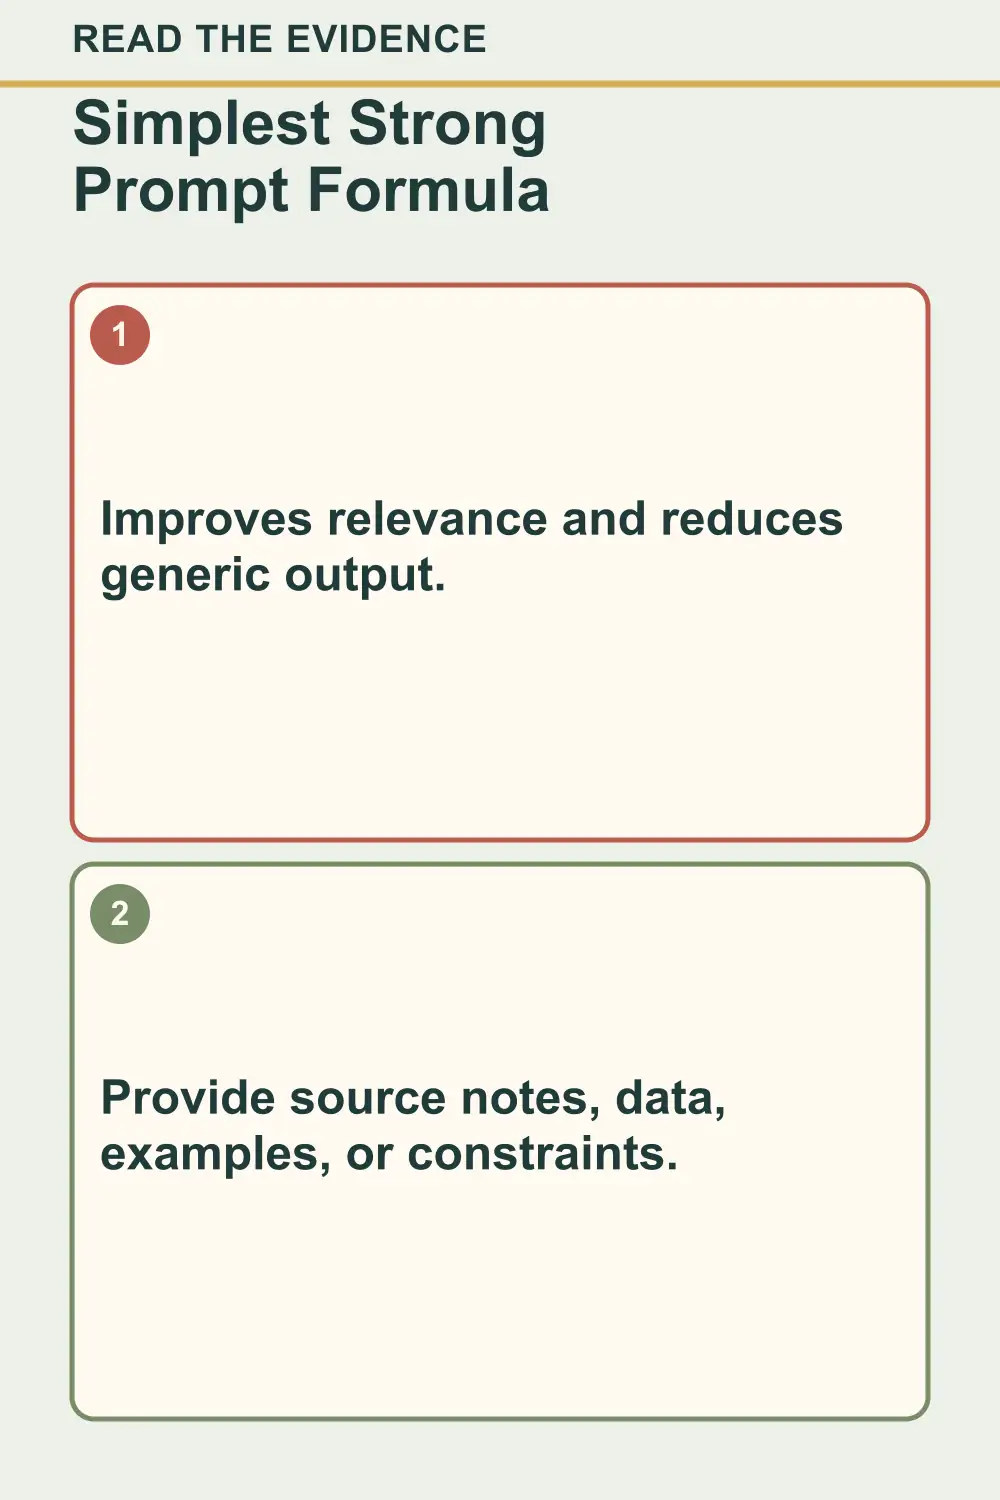 READ THE EVIDENCE
Simplest Strong
Prompt Formula
1
Improves relevance and reduces
generic output.
2
Provide source notes, data,
examples, or constraints.